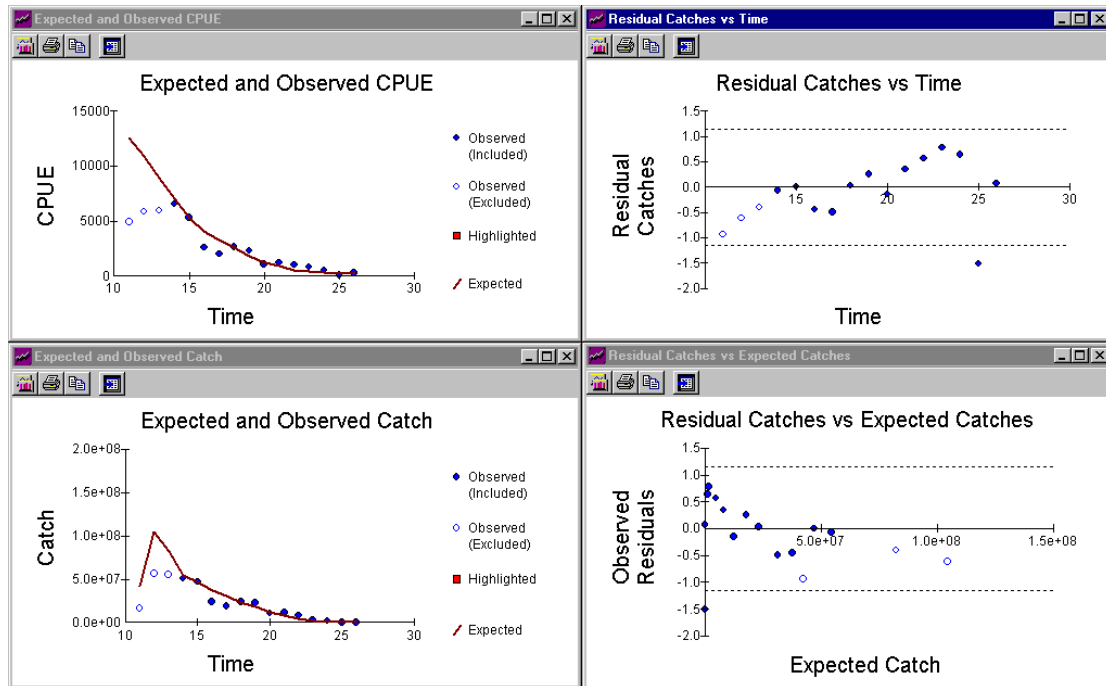 Expected and Observed CPUE
Expected and Observed CPUE
15000
10000
5000
0
10
15
20
25
30
CPUE
Time
Observed
(Included)
Observed
(Excluded)
Highlighted
Expected
Residual Catches vs Time
Residual Catches vs Time
1.5
1.0
0.5
0.0
-0.5
-1.0
-1.5
-2.0
15
20
25
30
Residual
Catches
Time
Expected and Observed Catch
Expected and Observed Catch
2.0e+08
1.5e+08
1.0e+08
5.0e+07
0.0e+00
10
15
20
25
30
Catch
Time
Observed
(Included)
Observed
(Excluded)
Highlighted
Expected
Residual Catches vs Expected Catches
Residual Catches vs Expected Catches
1.5
1.0
0.5
0.0
-0.5
-1.0
-1.5
-2.0
5.0e+07
1.0e+08
1.5e+08
Observed
Residuals
Expected Catch